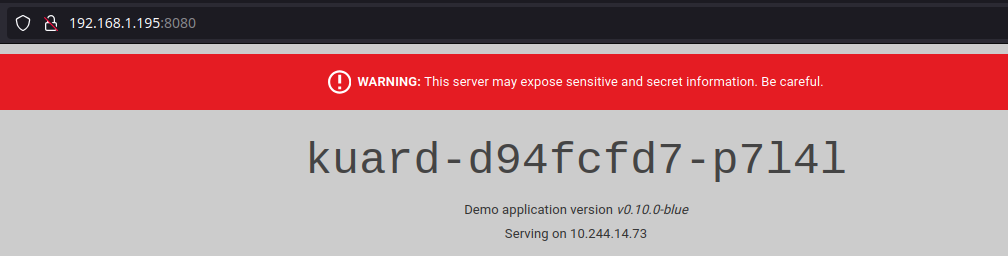 192.168.1.195:8080
WARNING: This server may expose sensitive and secret information. Be careful.
kuard-d94fcfd7-p7l4l
Demo application version v0.10.0-blue
Serving on 10.244.14.73